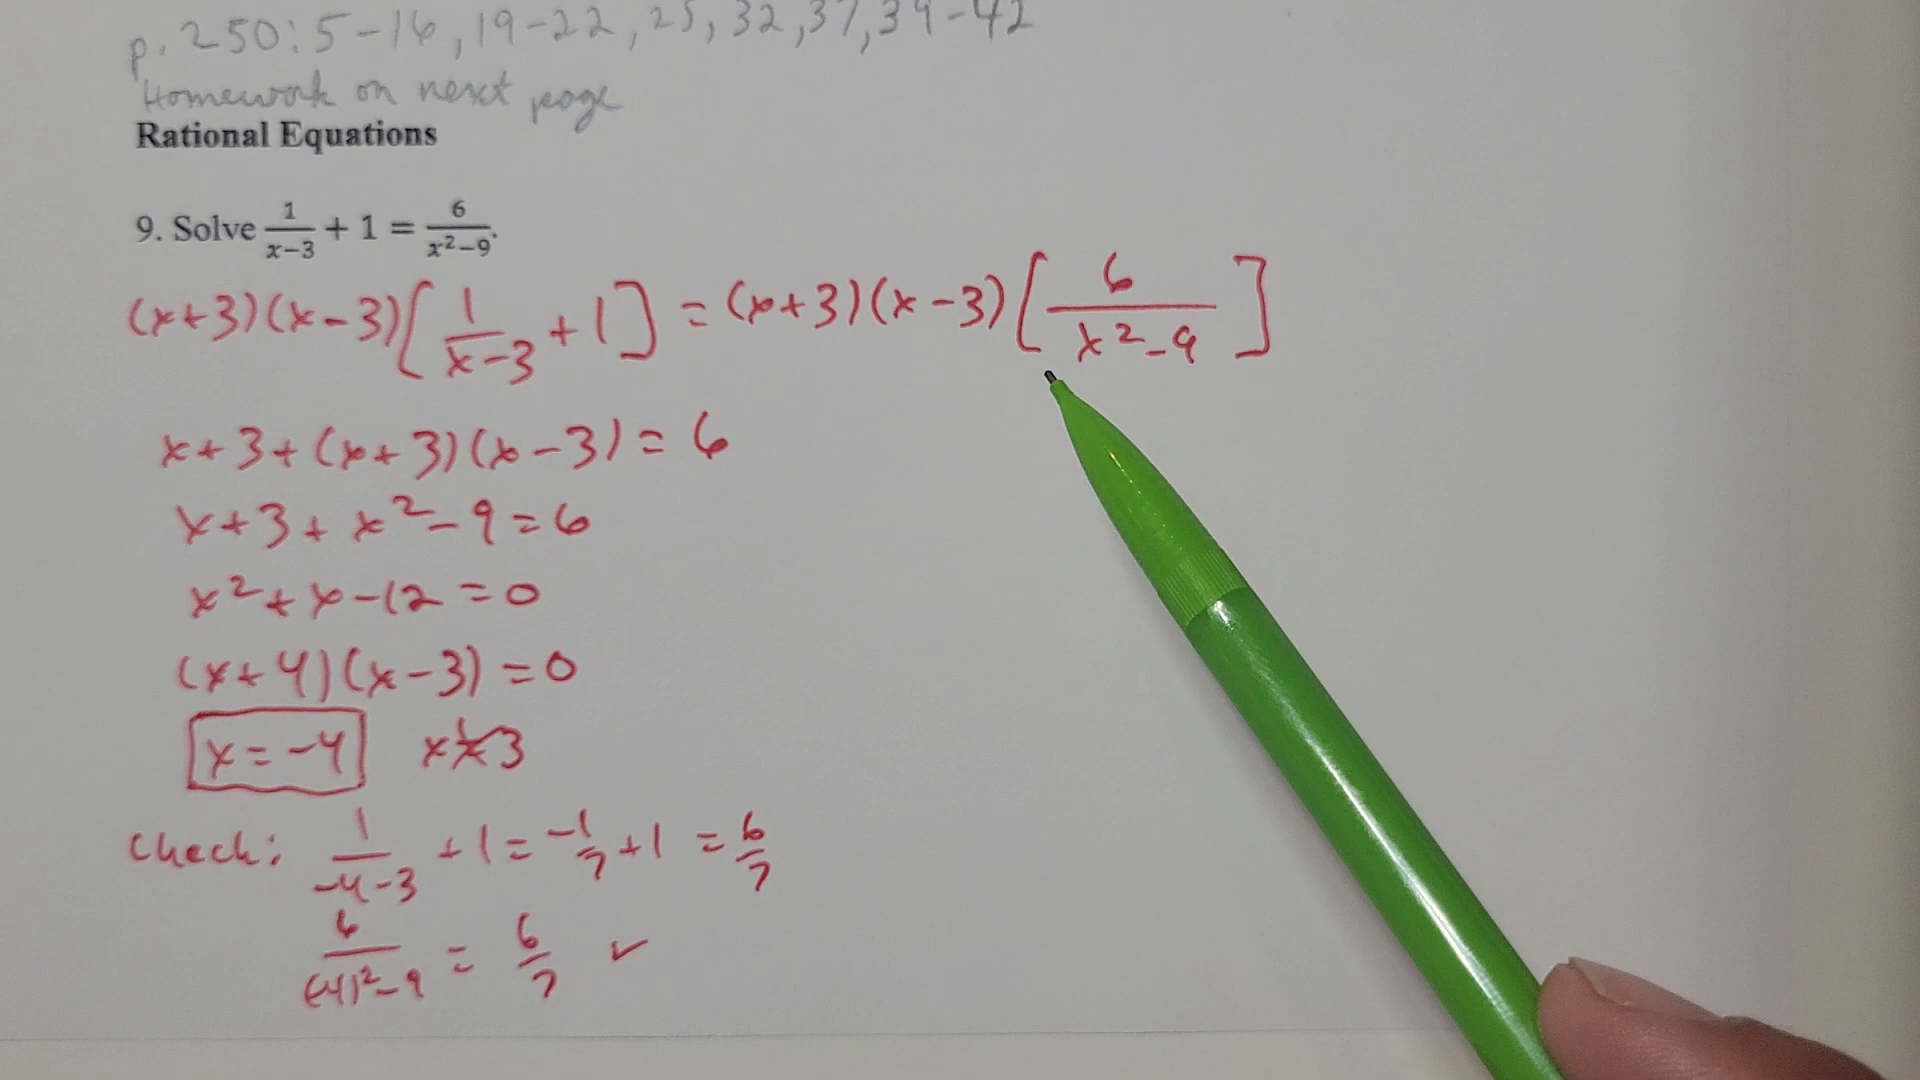 p. 250: 5-16, 19-22, 25, 32, 37, 39-42
Homework on next page
Rational Equations
9. Solve 1/(x-3) + 1 = 6/(x²-9).
(x+3)(x-3)[1/(x-3) + 1] = (x+3)(x-3)[6/(x²-9)]
x+3+(x+3)(x-3)=6
x+3+x²-9=6
x²+x-12=0
(x+4)(x-3)=0
x=-4 x≠3
Check: 1/(-4-3) + 1 = -1/7 + 1 = 6/7
6/((-4)²-9) = 6/7 ✓